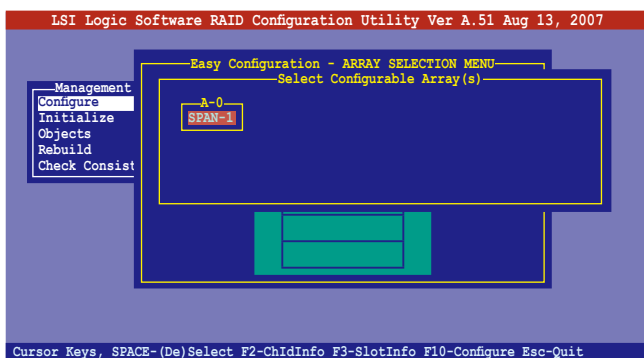 LSI Logic Software RAID Configuration Utility Ver A.51 Aug 13, 2007
Easy Configuration - ARRAY SELECTION MENU
Select Configurable Array(s)
Management
Configure
Initialize
Objects
Rebuild
Check Consist
A-0
SPAN-1
Cursor Keys, SPACE-(De)Select F2-ChIdInfo F3-SlotInfo F10-Configure Esc-Quit